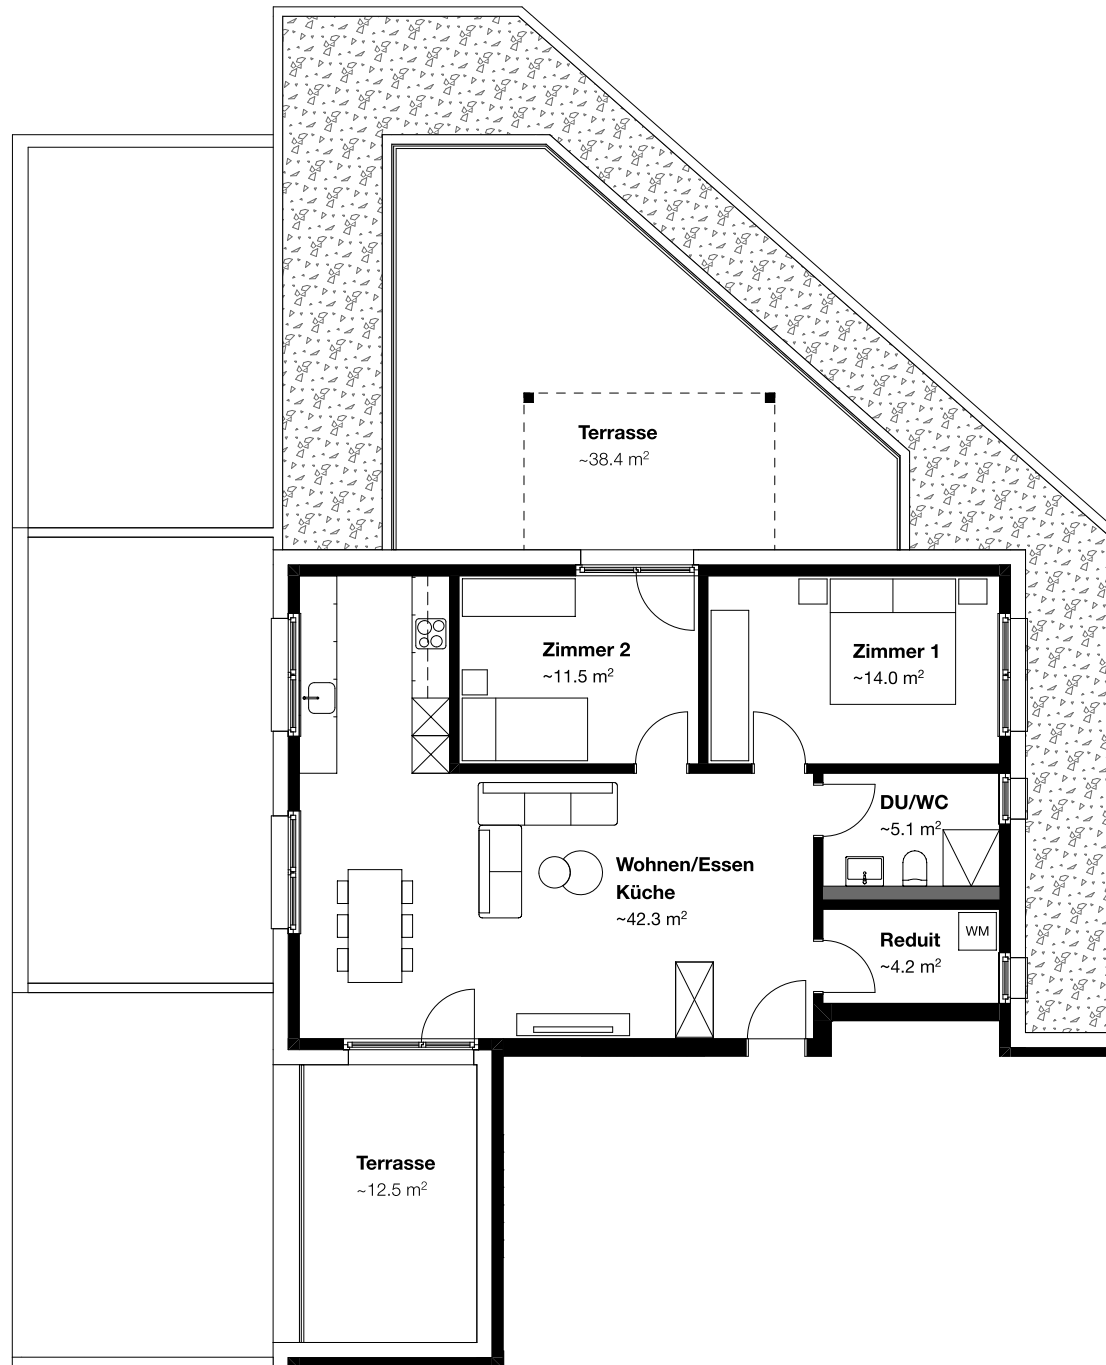 Terrasse
~38.4 m²
Zimmer 2
~11.5 m²
Zimmer 1
~14.0 m²
DU/WC
~5.1 m²
Wohnen/Essen
Küche
~42.3 m²
Reduit
~4.2 m²
WM
Terrasse
~12.5 m²